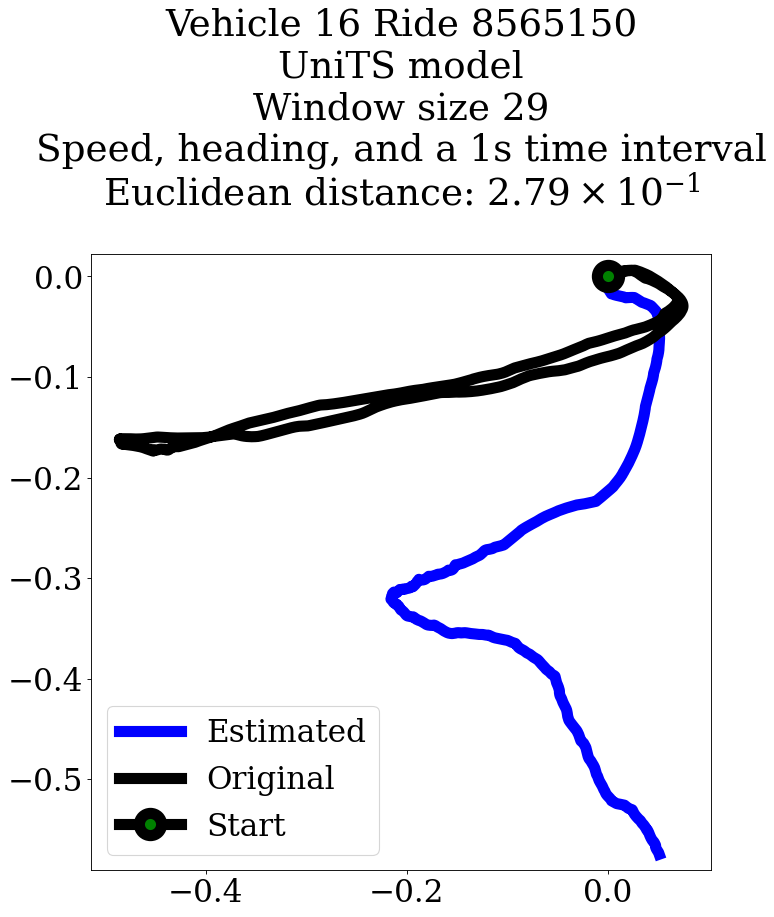 Vehicle 16 Ride 8565150
UniTS model
Window size 29
Speed, heading, and a 1s time interval
Euclidean distance: 2.79 × 10⁻¹
0.0
−0.1
−0.2
−0.3
−0.4
−0.5
Estimated
Original
Start
−0.4
−0.2
0.0